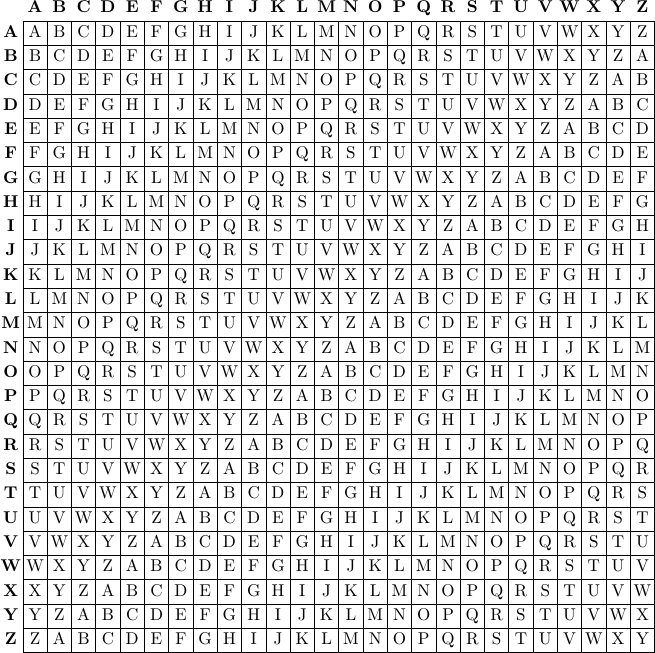 A B C D E F G H I J K L M N O P Q R S T U V W X Y Z
A A B C D E F G H I J K L M N O P Q R S T U V W X Y Z
B B C D E F G H I J K L M N O P Q R S T U V W X Y Z A
C C D E F G H I J K L M N O P Q R S T U V W X Y Z A B
D D E F G H I J K L M N O P Q R S T U V W X Y Z A B C
E E F G H I J K L M N O P Q R S T U V W X Y Z A B C D
F F G H I J K L M N O P Q R S T U V W X Y Z A B C D E
G G H I J K L M N O P Q R S T U V W X Y Z A B C D E F
H H I J K L M N O P Q R S T U V W X Y Z A B C D E F G
I I J K L M N O P Q R S T U V W X Y Z A B C D E F G H
J J K L M N O P Q R S T U V W X Y Z A B C D E F G H I
K K L M N O P Q R S T U V W X Y Z A B C D E F G H I J
L L M N O P Q R S T U V W X Y Z A B C D E F G H I J K
M M N O P Q R S T U V W X Y Z A B C D E F G H I J K L
N N O P Q R S T U V W X Y Z A B C D E F G H I J K L M
O O P Q R S T U V W X Y Z A B C D E F G H I J K L M N
P P Q R S T U V W X Y Z A B C D E F G H I J K L M N O
Q Q R S T U V W X Y Z A B C D E F G H I J K L M N O P
R R S T U V W X Y Z A B C D E F G H I J K L M N O P Q
S S T U V W X Y Z A B C D E F G H I J K L M N O P Q R
T T U V W X Y Z A B C D E F G H I J K L M N O P Q R S
U U V W X Y Z A B C D E F G H I J K L M N O P Q R S T
V V W X Y Z A B C D E F G H I J K L M N O P Q R S T U
W W X Y Z A B C D E F G H I J K L M N O P Q R S T U V
X X Y Z A B C D E F G H I J K L M N O P Q R S T U V W
Y Y Z A B C D E F G H I J K L M N O P Q R S T U V W X
Z Z A B C D E F G H I J K L M N O P Q R S T U V W X Y